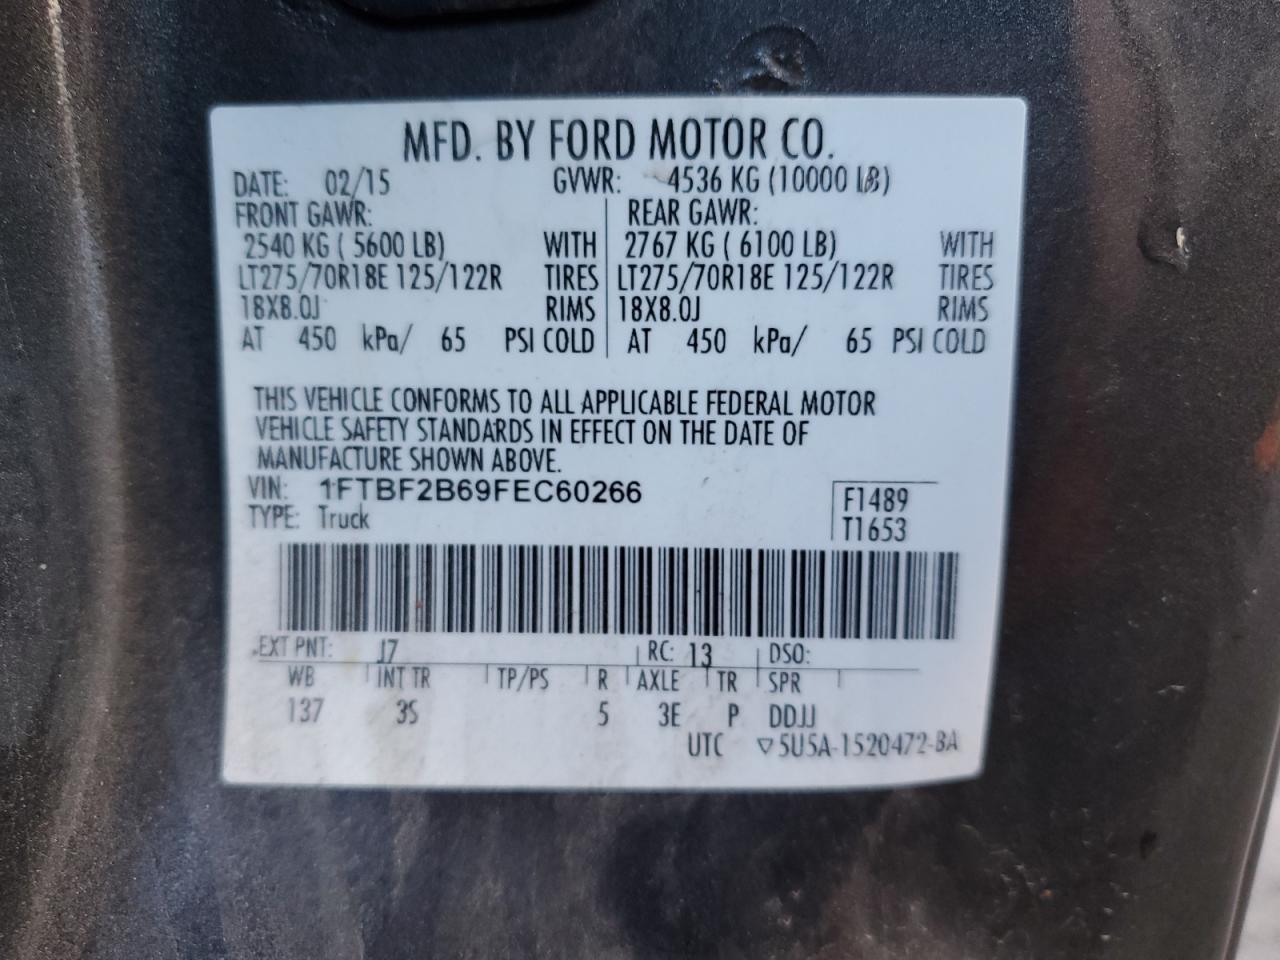 MFD. BY FORD MOTOR CO.
DATE: 02/15 GVWR: 4536 KG (10000 LB)
FRONT GAWR: REAR GAWR:
2540 KG ( 5600 LB) WITH 2767 KG ( 6100 LB) WITH
LT275/70R18E 125/122R TIRES LT275/70R18E 125/122R TIRES
18X8.0J RIMS 18X8.0J RIMS
AT 450 kPa/ 65 PSI COLD AT 450 kPa/ 65 PSI COLD
THIS VEHICLE CONFORMS TO ALL APPLICABLE FEDERAL MOTOR
VEHICLE SAFETY STANDARDS IN EFFECT ON THE DATE OF
MANUFACTURE SHOWN ABOVE.
VIN: 1FTBF2B69FEC60266 F1489
TYPE: Truck T1653
EXT PNT: J7 RC: 13 DSO:
WB INT TR TP/PS R AXLE TR SPR
137 3S 5 3E P DDJJ
UTC ▽5U5A-1520472-BA